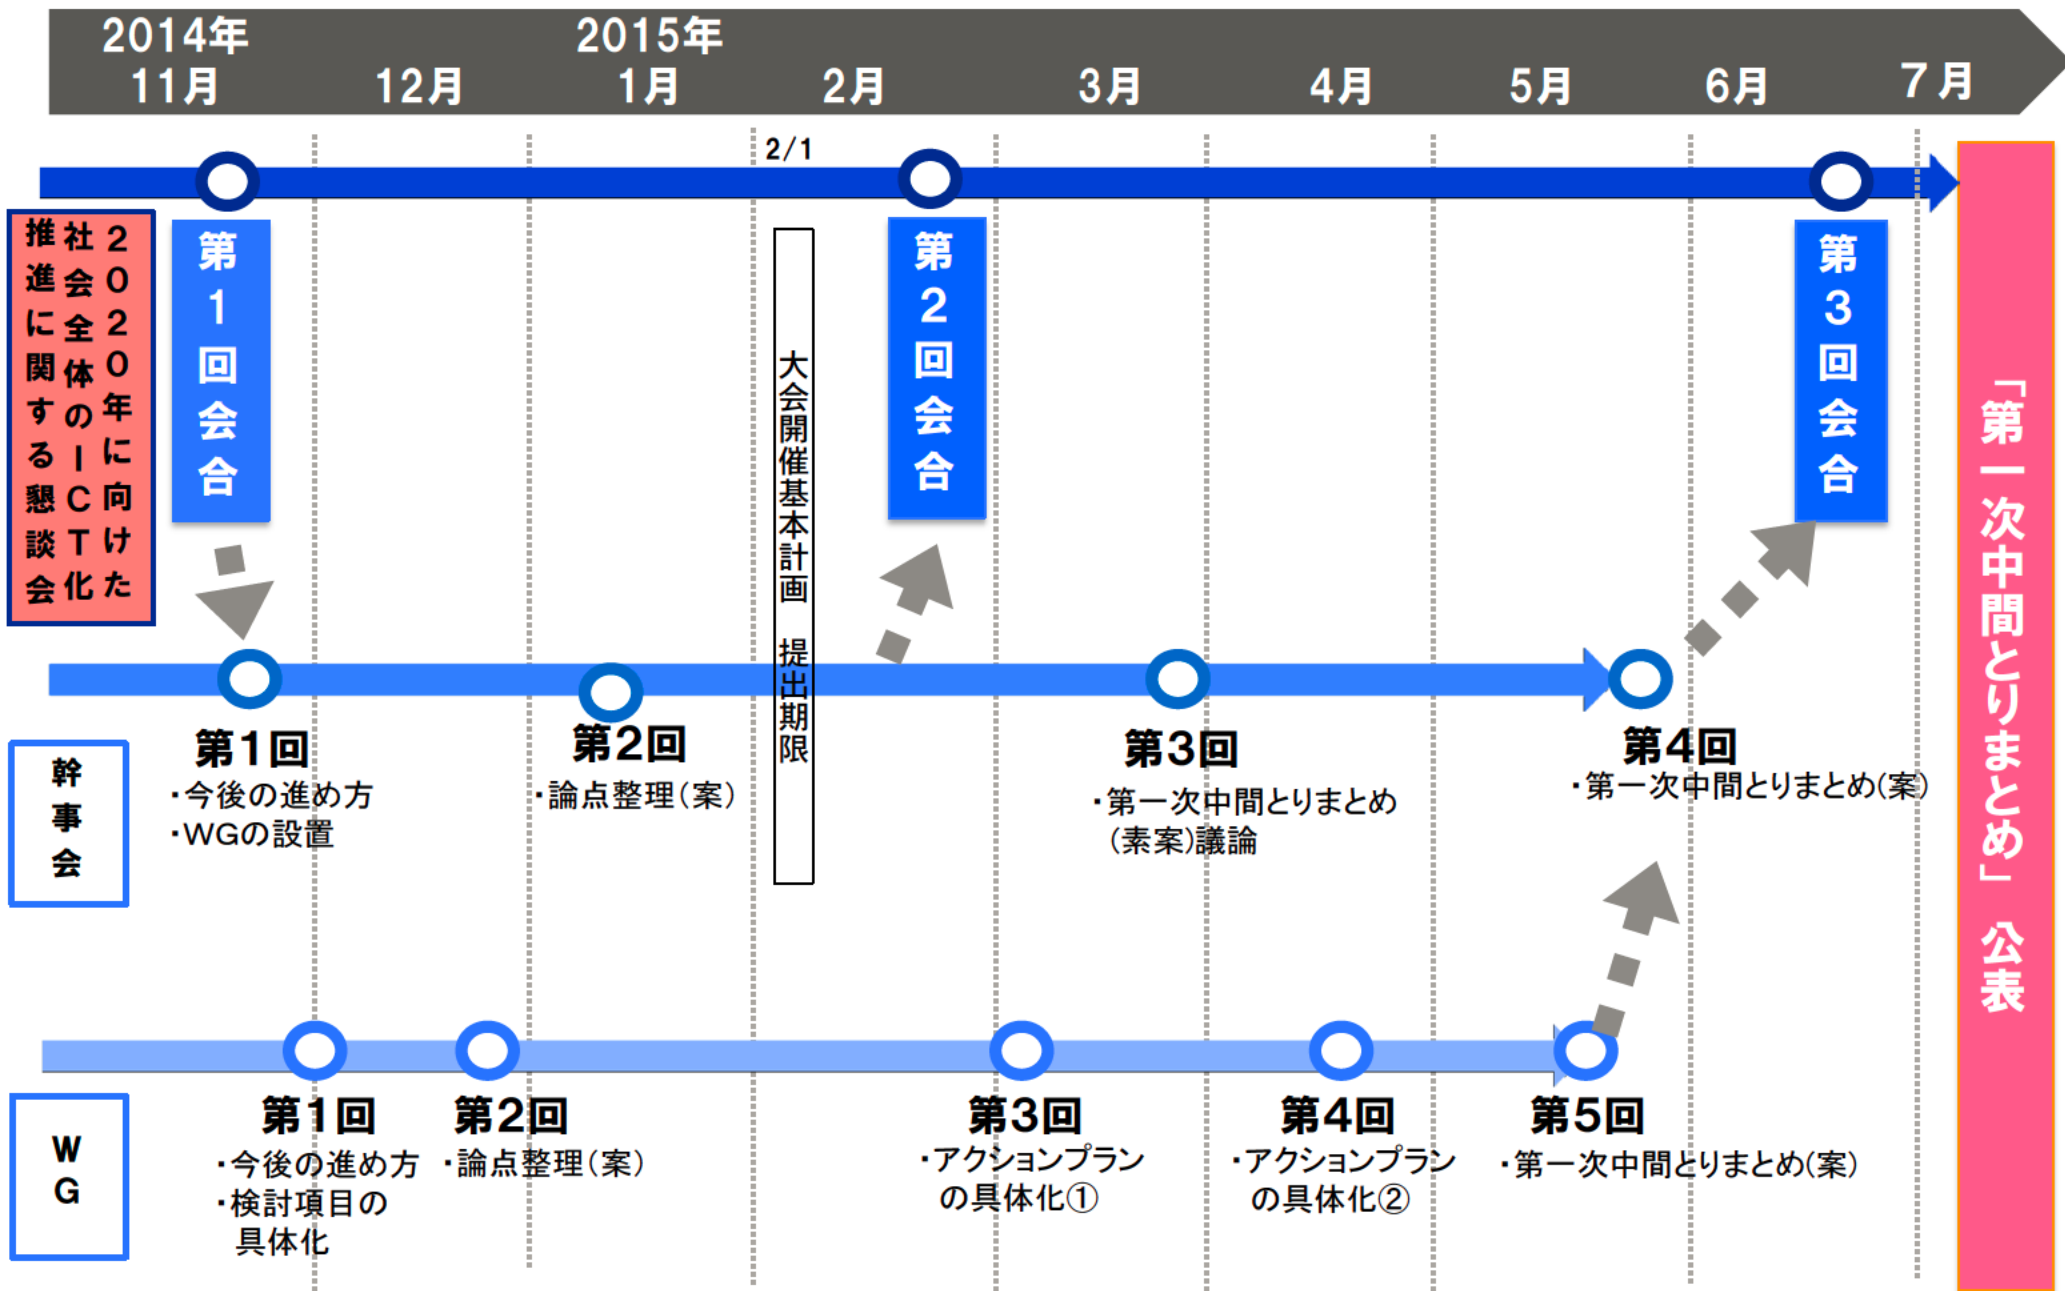 2014年
11月
12月
2015年
1月
2月
3月
4月
5月
6月
7月
2/1
2020年に向けた
社会全体のICT化
推進に関する懇談会
第1回会合
第2回会合
第3回会合
大会開催基本計画　提出期限
「第一次中間とりまとめ」　公表
幹事会
第1回
・今後の進め方
・WGの設置
第2回
・論点整理(案)
第3回
・第一次中間とりまとめ
(素案)議論
第4回
・第一次中間とりまとめ(案)
WG
第1回
・今後の進め方
・検討項目の
具体化
第2回
・論点整理(案)
第3回
・アクションプラン
の具体化①
第4回
・アクションプラン
の具体化②
第5回
・第一次中間とりまとめ(案)